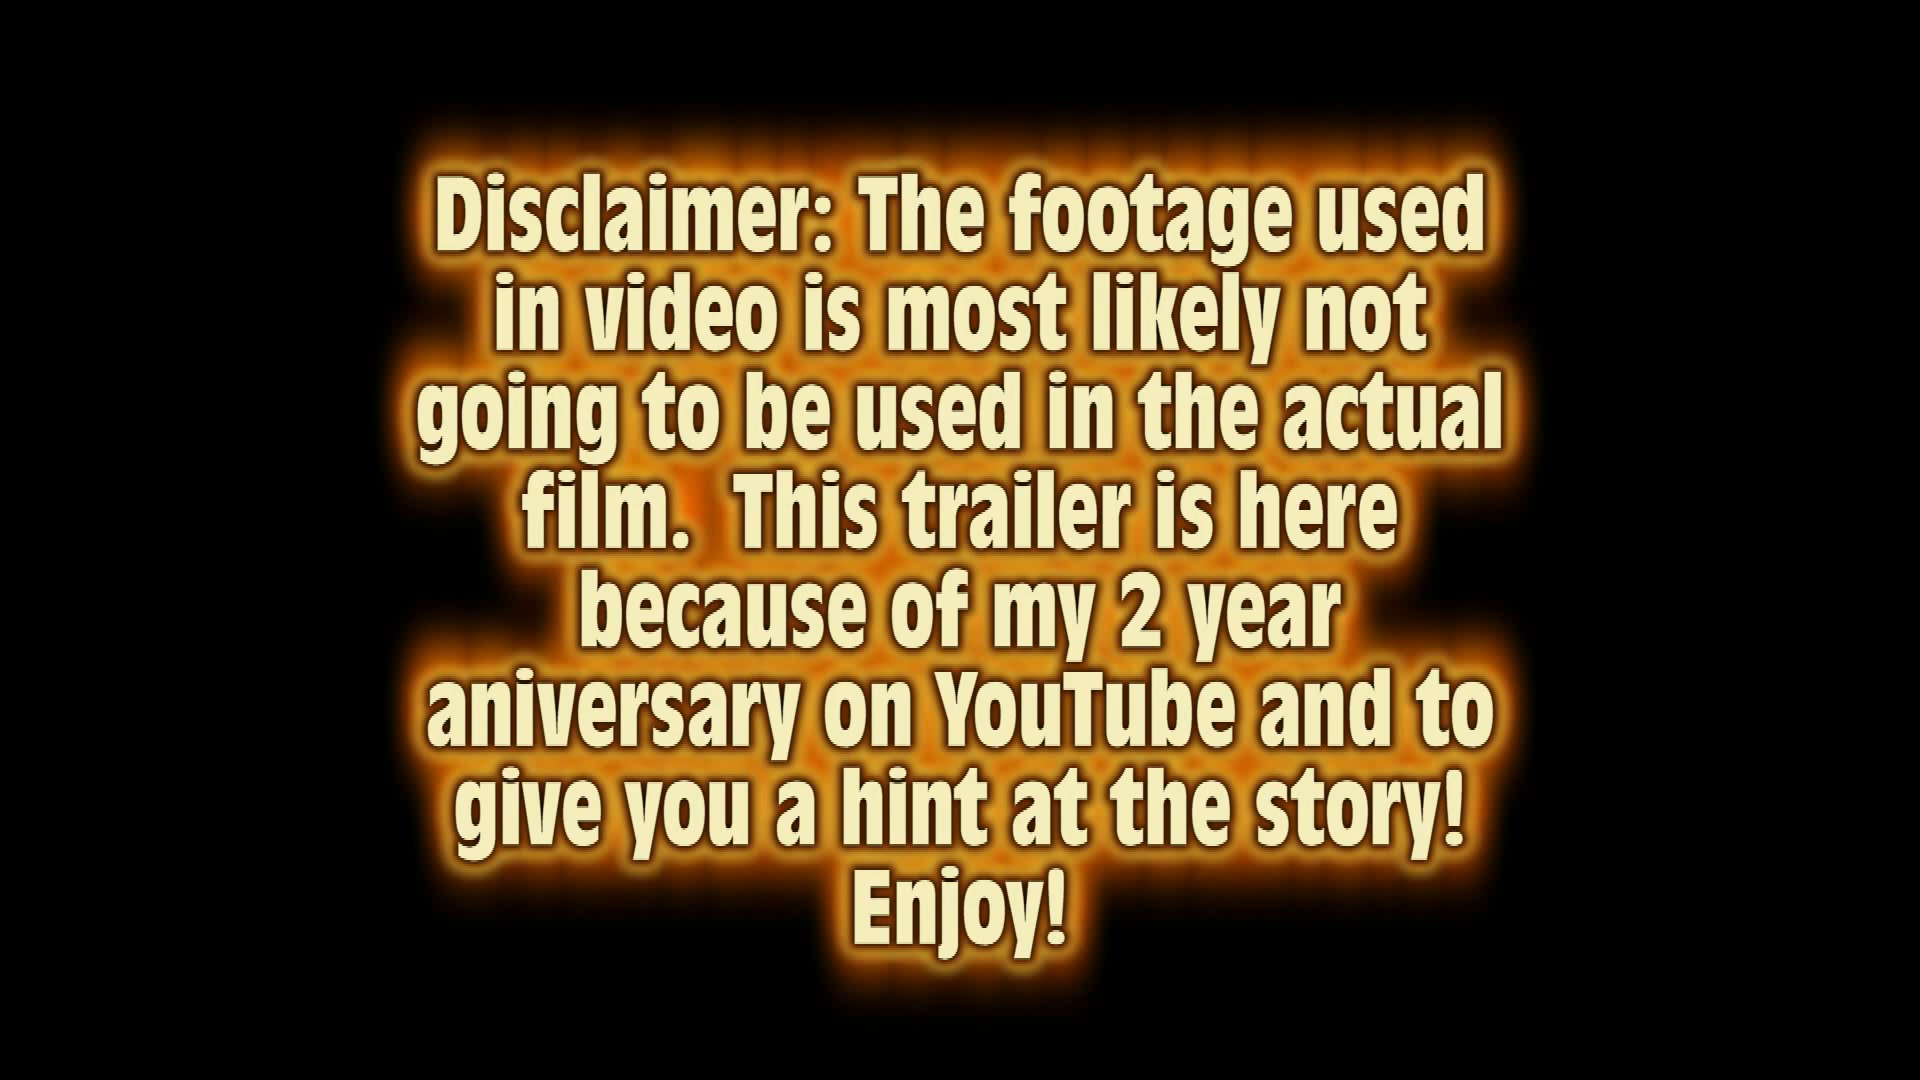 Disclaimer: The footage used
in video is most likely not
going to be used in the actual
film.  This trailer is here
because of my 2 year
aniversary on YouTube and to
give you a hint at the story!
Enjoy!